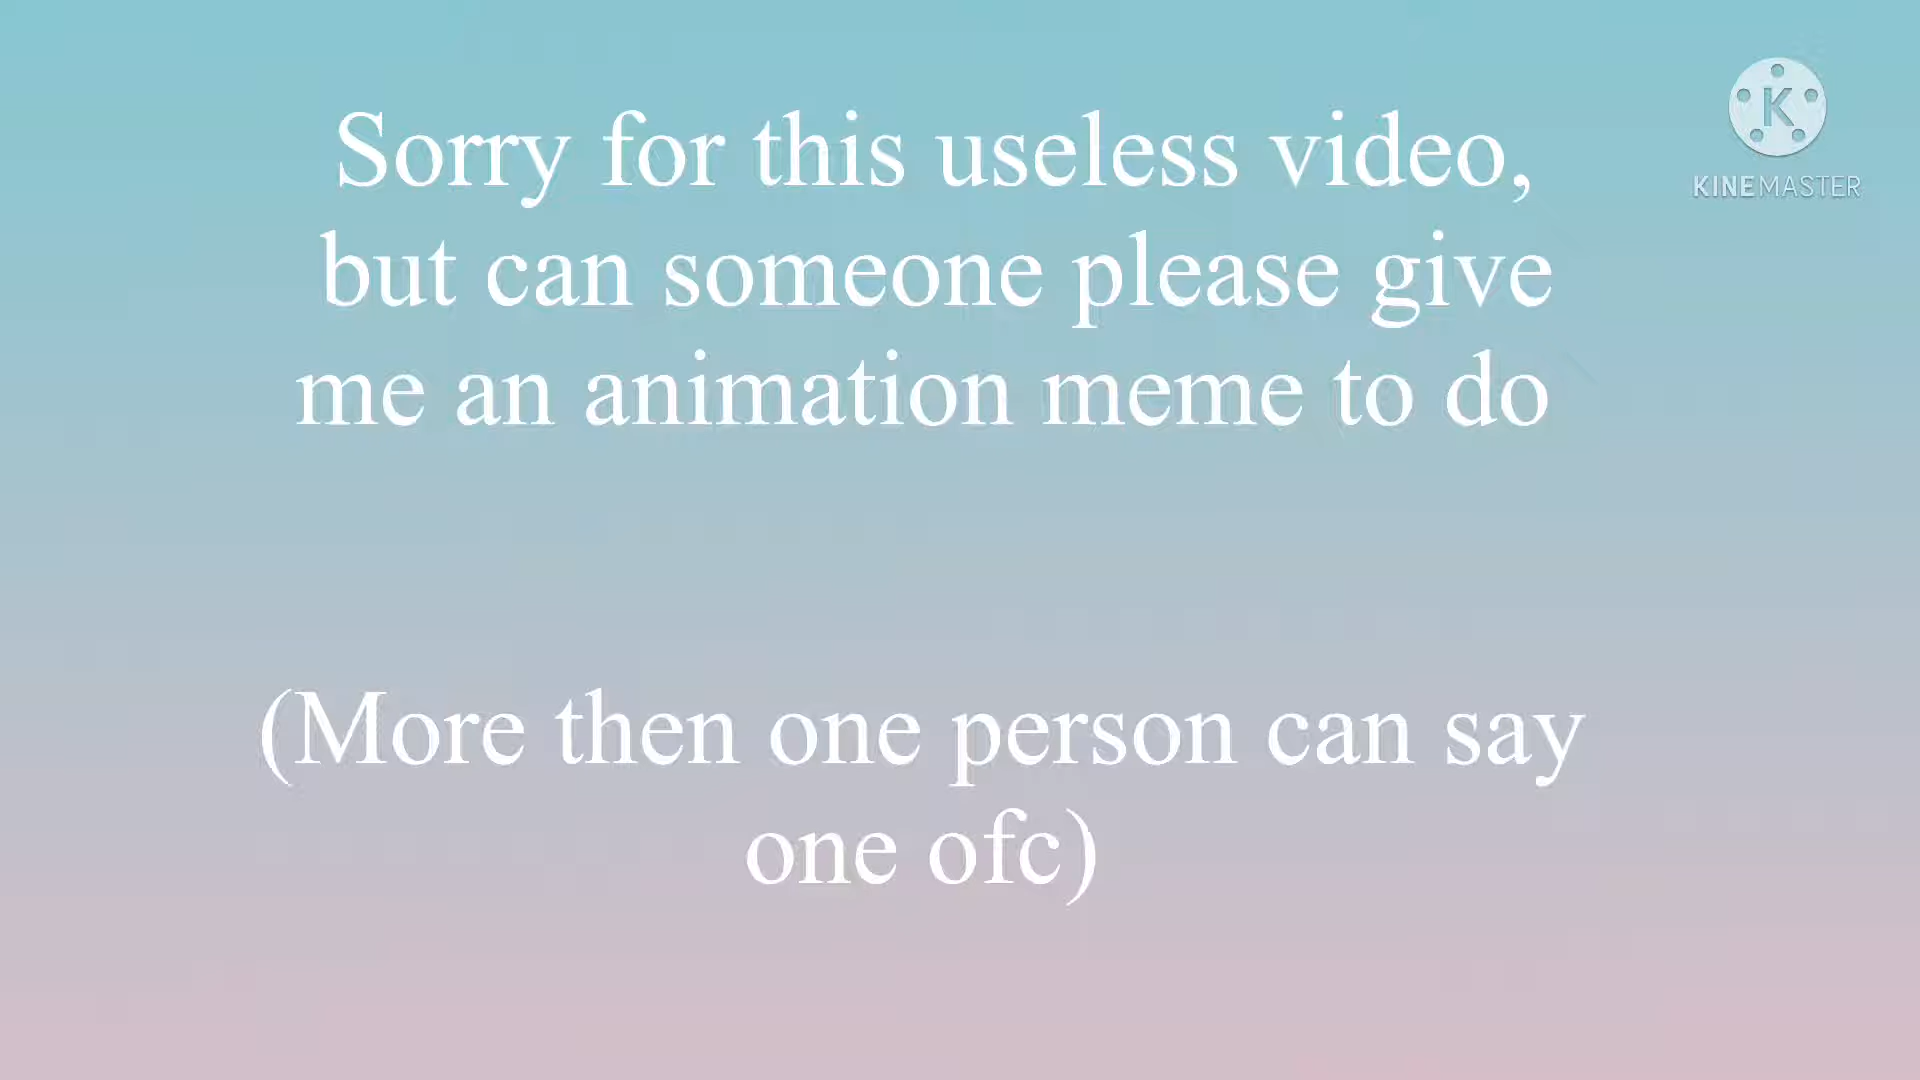 Sorry for this useless video,
but can someone please give
me an animation meme to do
(More then one person can say
one ofc)
K
KINEMASTER